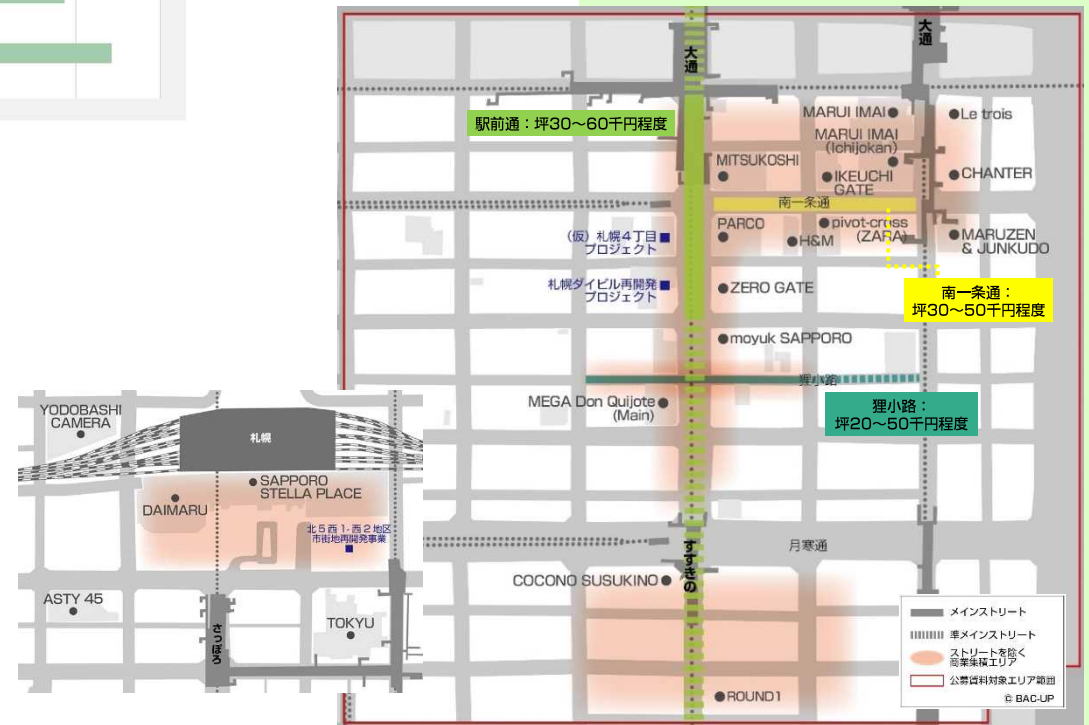 大通
大通
駅前通：坪30～60千円程度
MARUI IMAI
Le trois
MARUI IMAI
(Ichijokan)
MITSUKOSHI
IKEUCHI
GATE
CHANTER
南一条通
PARCO
pivot-cross
(ZARA)
H&M
MARUZEN
& JUNKUDO
（仮）札幌４丁目
プロジェクト
札幌ダイビル再開発
プロジェクト
ZERO GATE
南一条通：
坪30～50千円程度
moyuk SAPPORO
狸小路
MEGA Don Quijote
(Main)
狸小路：
坪20～50千円程度
すすきの
月寒通
COCONO SUSUKINO
ROUND1
メインストリート
準メインストリート
ストリートを除く
商業集積エリア
公募賃料対象エリア範囲
© BAC-UP
YODOBASHI
CAMERA
札幌
SAPPORO
STELLA PLACE
DAIMARU
北５西１-西２地区
市街地再開発事業
ASTY 45
さっぽろ
TOKYU